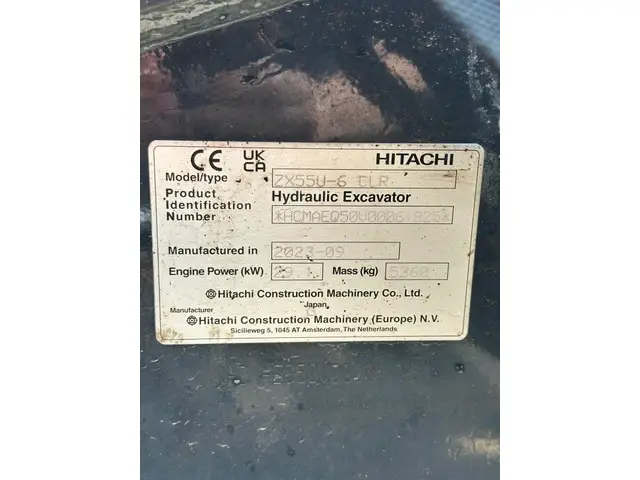 CE UK CA HITACHI
Model/type ZX55U-6 CLR
Product Hydraulic Excavator
Identification
Number
Manufactured in 2023-09
Engine Power (kW) 29.1 Mass (kg) 5360
Hitachi Construction Machinery Co., Ltd.
Japan
Manufacturer
Hitachi Construction Machinery (Europe) N.V.
Sicilieweg 5, 1045 AT Amsterdam, The Netherlands